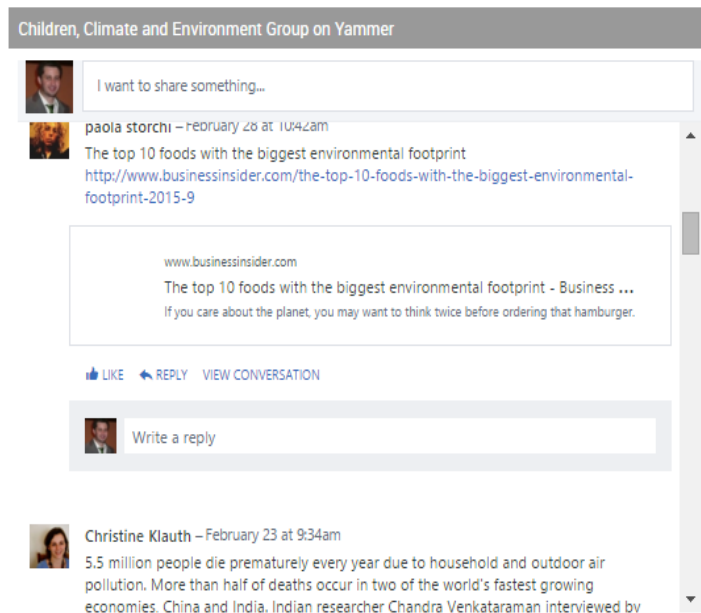 Children, Climate and Environment Group on Yammer
I want to share something...
paola storchi – February 28 at 10:42am
The top 10 foods with the biggest environmental footprint
http://www.businessinsider.com/the-top-10-foods-with-the-biggest-environmental-
footprint-2015-9
www.businessinsider.com
The top 10 foods with the biggest environmental footprint - Business ...
If you care about the planet, you may want to think twice before ordering that hamburger.
LIKE REPLY VIEW CONVERSATION
Write a reply
Christine Klauth – February 23 at 9:34am
5.5 million people die prematurely every year due to household and outdoor air
pollution. More than half of deaths occur in two of the world's fastest growing
economies, China and India. Indian researcher Chandra Venkataraman interviewed by